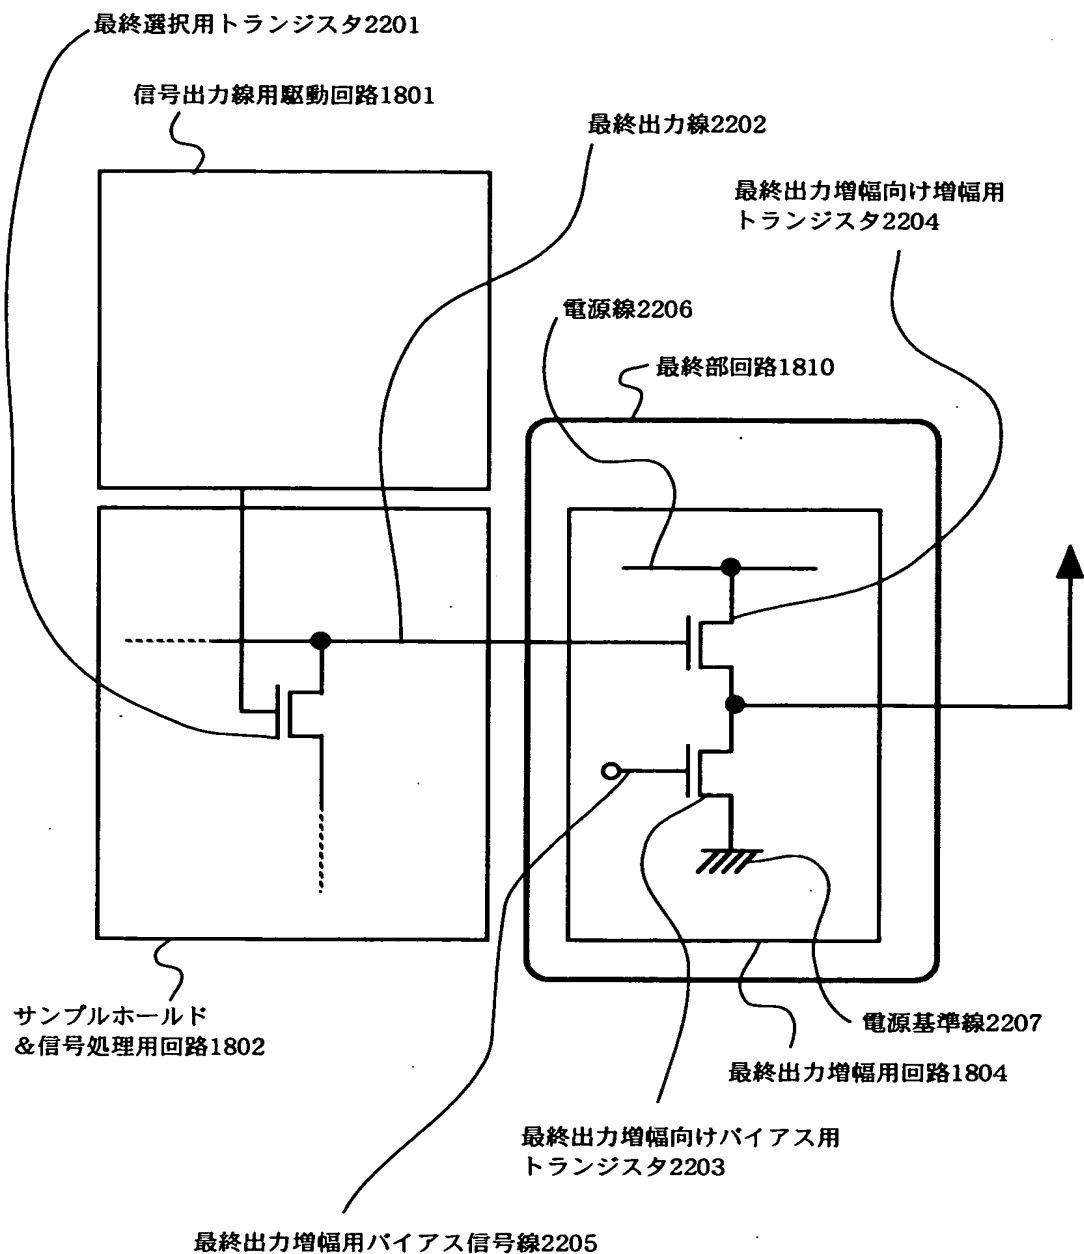 最終選択用トランジスタ2201
信号出力線用駆動回路1801
最終出力線2202
最終出力増幅向け増幅用
トランジスタ2204
電源線2206
最終部回路1810
サンプルホールド
&信号処理用回路1802
電源基準線2207
最終出力増幅用回路1804
最終出力増幅向けバイアス用
トランジスタ2203
最終出力増幅用バイアス信号線2205